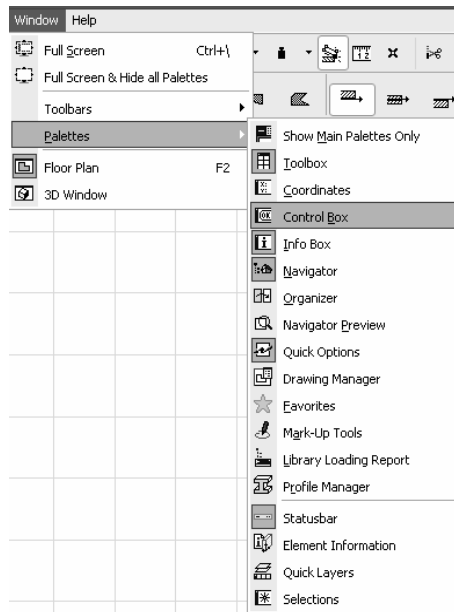 Window Help
Full Screen Ctrl+\
Full Screen & Hide all Palettes
Toolbars
Palettes
Floor Plan F2
3D Window
Show Main Palettes Only
Toolbox
Coordinates
Control Box
Info Box
Navigator
Organizer
Navigator Preview
Quick Options
Drawing Manager
Favorites
Mark-Up Tools
Library Loading Report
Profile Manager
Statusbar
Element Information
Quick Layers
Selections